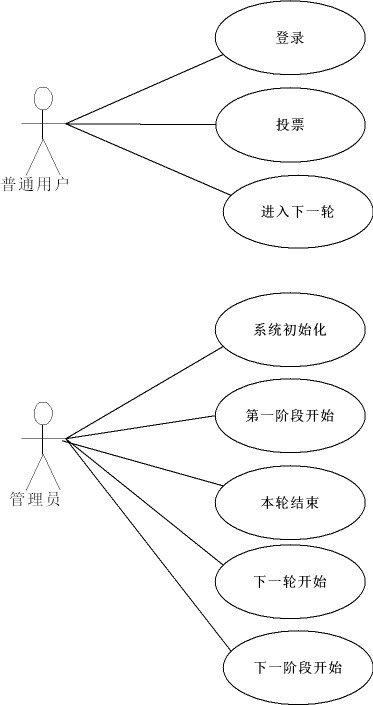 登录
投票
普通用户
进入下一轮
系统初始化
第一阶段开始
管理员
本轮结束
下一轮开始
下一阶段开始